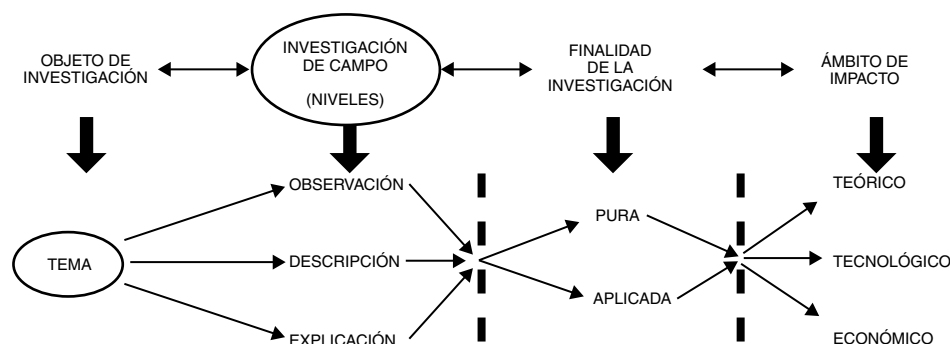 OBJETO DE
INVESTIGACIÓN
INVESTIGACIÓN
DE CAMPO
(NIVELES)
FINALIDAD
DE LA
INVESTIGACIÓN
ÁMBITO DE
IMPACTO
TEMA
OBSERVACIÓN
DESCRIPCIÓN
EXPLICACIÓN
PURA
APLICADA
TEÓRICO
TECNOLÓGICO
ECONÓMICO